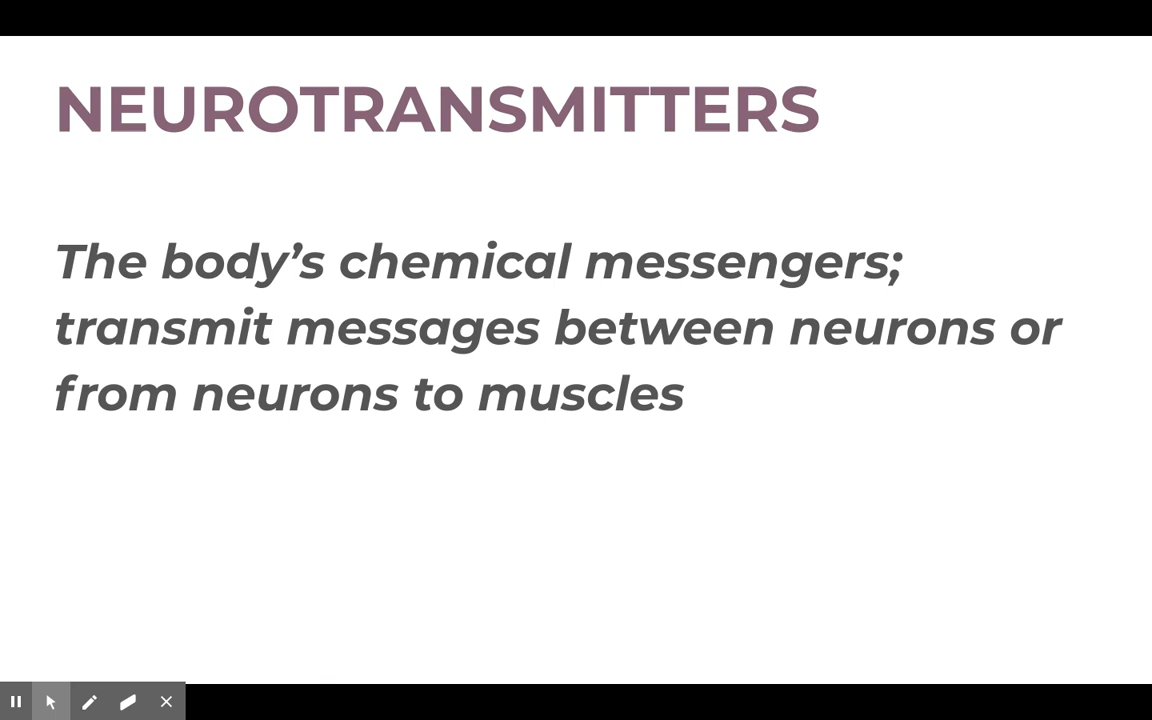 NEUROTRANSMITTERS
The body’s chemical messengers;
transmit messages between neurons or
from neurons to muscles